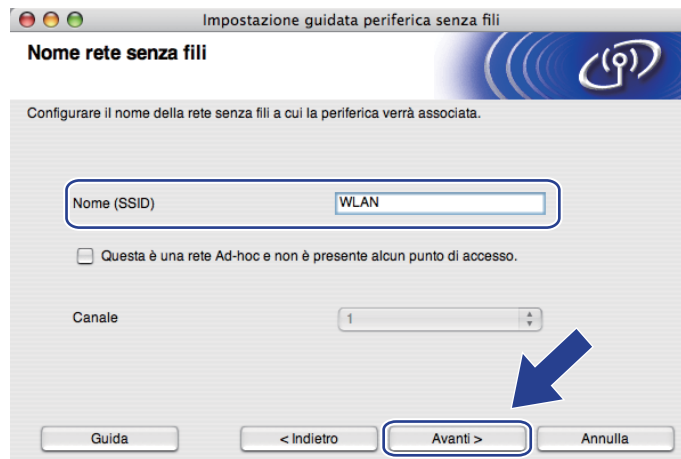 Impostazione guidata periferica senza fili
Nome rete senza fili
Configurare il nome della rete senza fili a cui la periferica verrà associata.
Nome (SSID) WLAN
Questa è una rete Ad-hoc e non è presente alcun punto di accesso.
Canale 1
Guida < Indietro Avanti > Annulla